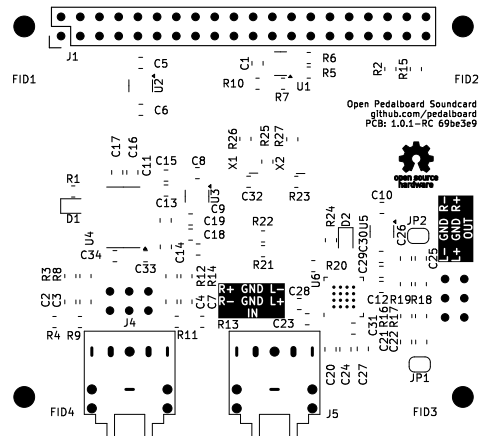 J1
C5
C1
R6
R5
R2
R15
FID1
U2
R10
R7
U1
FID2
C6
Open Pedalboard Soundcard
github.com/pedalboard
PCB: 1.0.1-RC 69be3e9
R26
R25
R27
C17
C16
C11
C15
C8
X1
X2
open source
hardware
R1
C32
R23
D1
C13
U3
C9
C10
C19
C18
R22
R24
D2
U5
C30
C26
JP2
L- GND R-
L+ GND R+
OUT
U4
C34
C33
C14
R21
C29
C25
R3
R8
R12
R14
U6
R20
R+ GND L-
R- GND L+
IN
C28
C12
R19
R18
C2
C3
C4
C7
R4
R9
J4
R11
R13
C23
C31
R16
R17
C21
C22
C20
C24
C27
JP1
FID4
J5
FID3